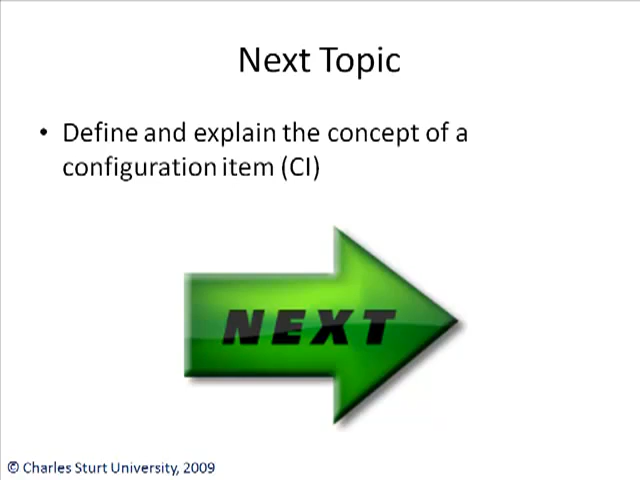 Next Topic
• Define and explain the concept of a
configuration item (CI)
NEXT
© Charles Sturt University, 2009